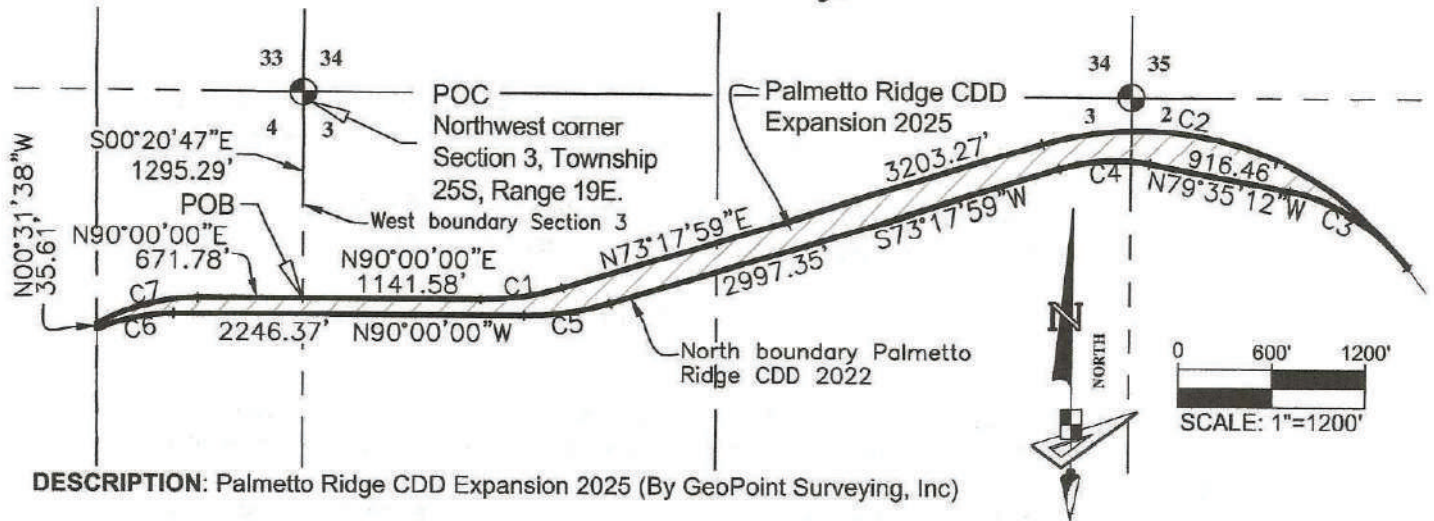 33 34
34 35
POC
Northwest corner
Section 3, Township
25S, Range 19E.
Palmetto Ridge CDD
Expansion 2025
4 3
3 2
C2
S00°20'47"E
1295.29'
POB
West boundary Section 3
N00°31'38"W
35.61
N90°00'00"E
671.78'
N90°00'00"E
1141.58'
C1
N73°17'59"E
3203.27'
C4
916.46'
N79°35'12"W
C3
S73°17'59"W
2997.35'
C7
C6
2246.37'
N90°00'00"W
C5
North boundary Palmetto
Ridge CDD 2022
N
NORTH
0 600' 1200'
SCALE: 1"=1200'
DESCRIPTION: Palmetto Ridge CDD Expansion 2025 (By GeoPoint Surveying, Inc)